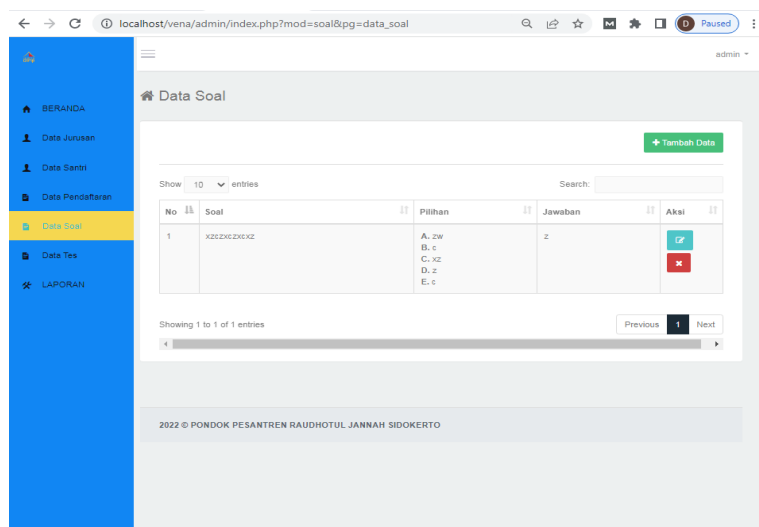 localhost/vena/admin/index.php?mod=soal&pg=data_soal
D Paused
admin
BERANDA
Data Jurusan
Data Santri
Data Pendaftaran
Data Soal
Data Tes
LAPORAN
Data Soal
Tambah Data
Show 10 entries Search:
No Soal Pilihan Jawaban Aksi
1 xzczxczxcxz A. zw z
B. c
C. xz
D. z
E. c
Showing 1 to 1 of 1 entries Previous 1 Next
2022 © PONDOK PESANTREN RAUDHOTUL JANNAH SIDOKERTO